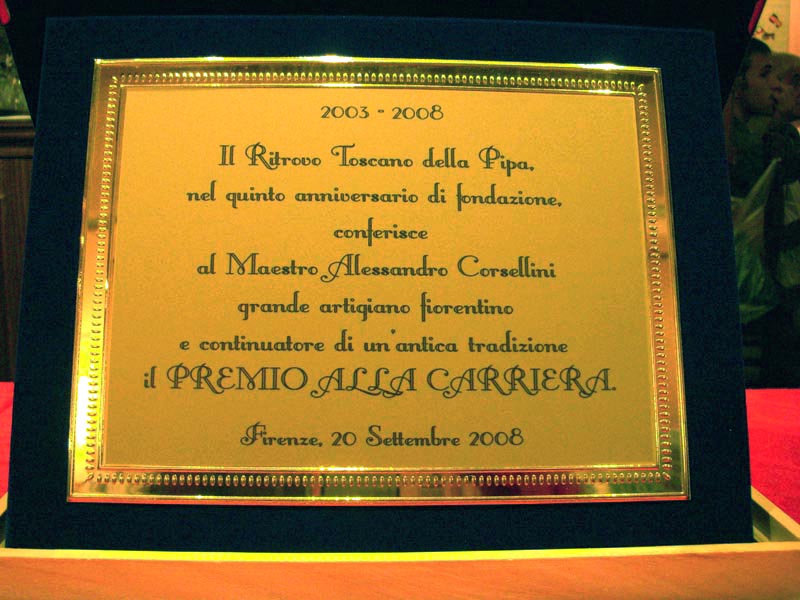 2003 - 2008
Il Ritrovo Toscano della Pipa,
nel quinto anniversario di fondazione,
conferisce
al Maestro Alessandro Corsellini
grande artigiano fiorentino
e continuatore di un'antica tradizione
il PREMIO ALLA CARRIERA.
Firenze, 20 Settembre 2008